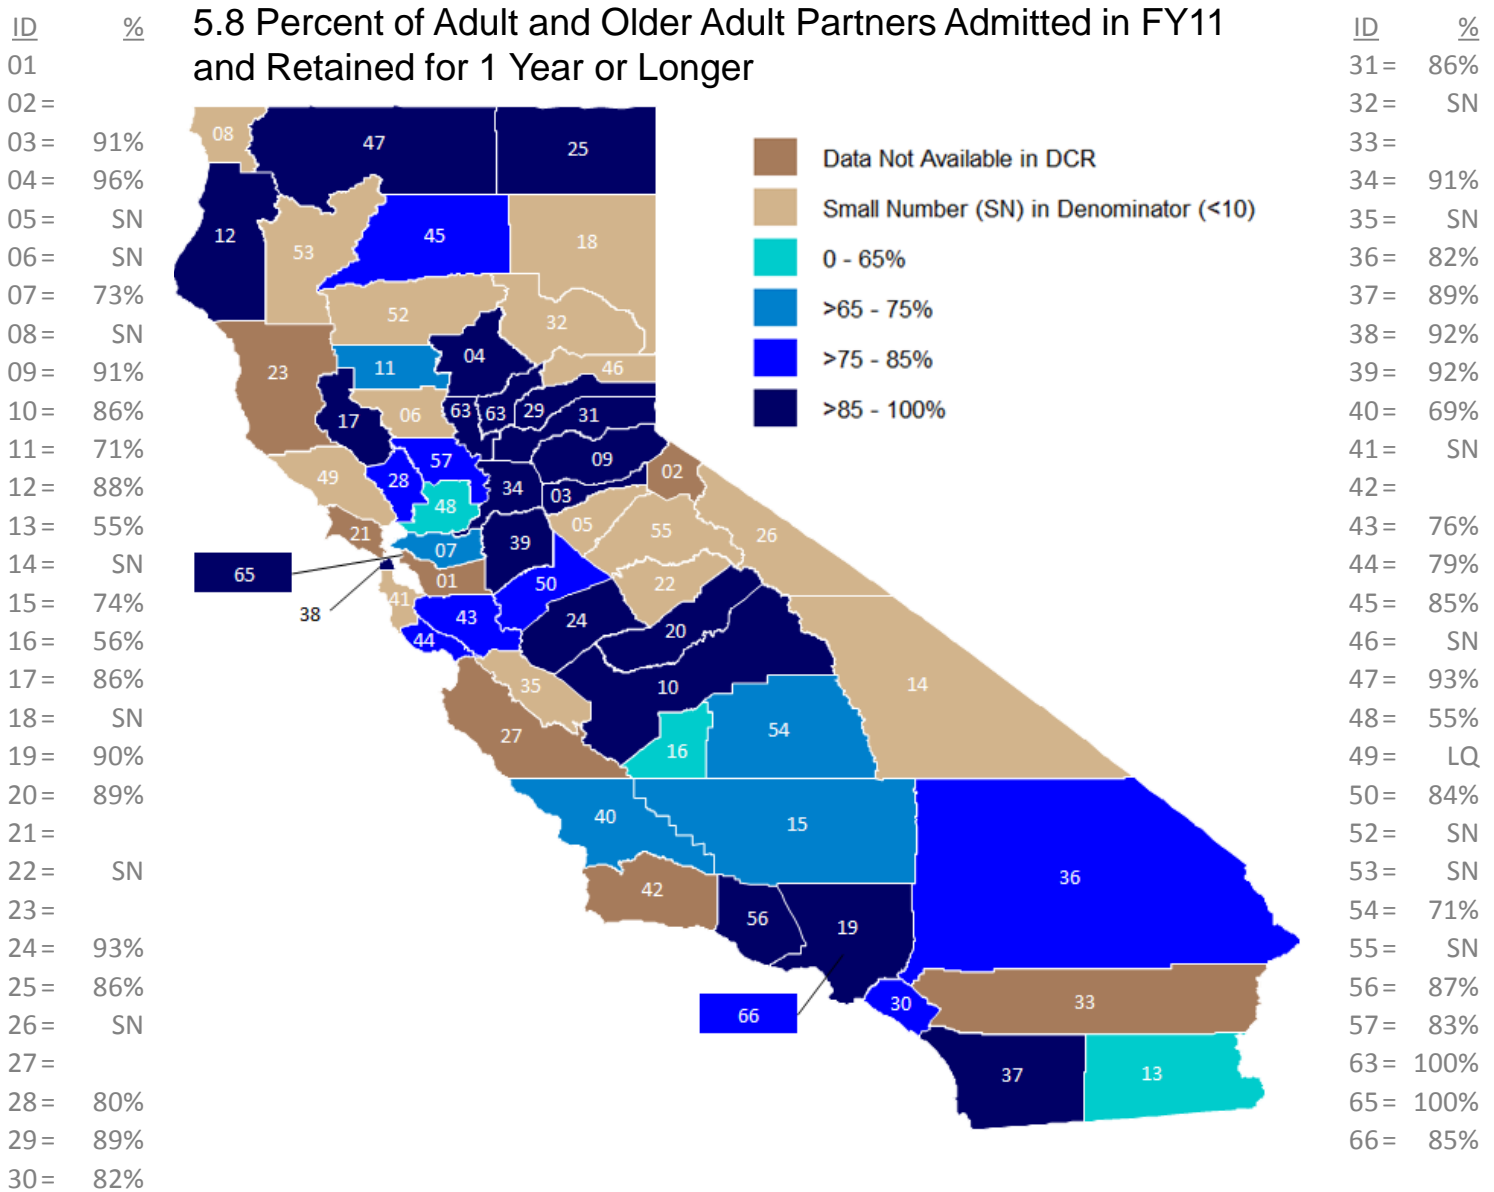 5.8 Percent of Adult and Older Adult Partners Admitted in FY11
and Retained for 1 Year or Longer
ID %
01
02 =
03 = 91%
04 = 96%
05 = SN
06 = SN
07 = 73%
08 = SN
09 = 91%
10 = 86%
11 = 71%
12 = 88%
13 = 55%
14 = SN
15 = 74%
16 = 56%
17 = 86%
18 = SN
19 = 90%
20 = 89%
21 =
22 = SN
23 =
24 = 93%
25 = 86%
26 = SN
27 =
28 = 80%
29 = 89%
30 = 82%
08
47
25
12
53
45
18
52
32
23
11
04
46
17
06
63
63
29
31
49
28
57
34
09
02
48
03
21
07
39
05
55
26
65
01
50
22
38
41
43
24
20
44
35
10
14
27
16
54
40
15
42
56
19
36
66
30
33
37
13
Data Not Available in DCR
Small Number (SN) in Denominator (<10)
0 - 65%
>65 - 75%
>75 - 85%
>85 - 100%
ID %
31 = 86%
32 = SN
33 =
34 = 91%
35 = SN
36 = 82%
37 = 89%
38 = 92%
39 = 92%
40 = 69%
41 = SN
42 =
43 = 76%
44 = 79%
45 = 85%
46 = SN
47 = 93%
48 = 55%
49 = LQ
50 = 84%
52 = SN
53 = SN
54 = 71%
55 = SN
56 = 87%
57 = 83%
63 = 100%
65 = 100%
66 = 85%